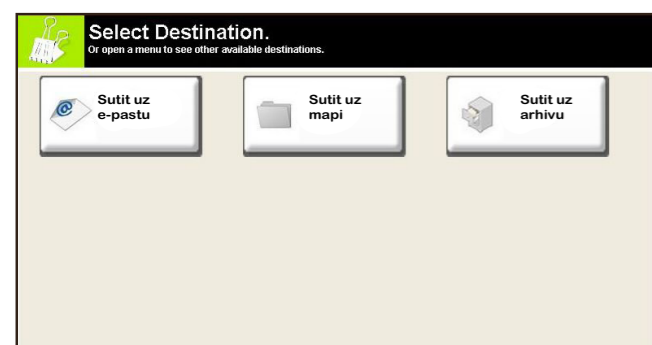 Select Destination.
Or open a menu to see other available destinations.
Sutit uz
e-pastu
Sutit uz
mapi
Sutit uz
arhivu